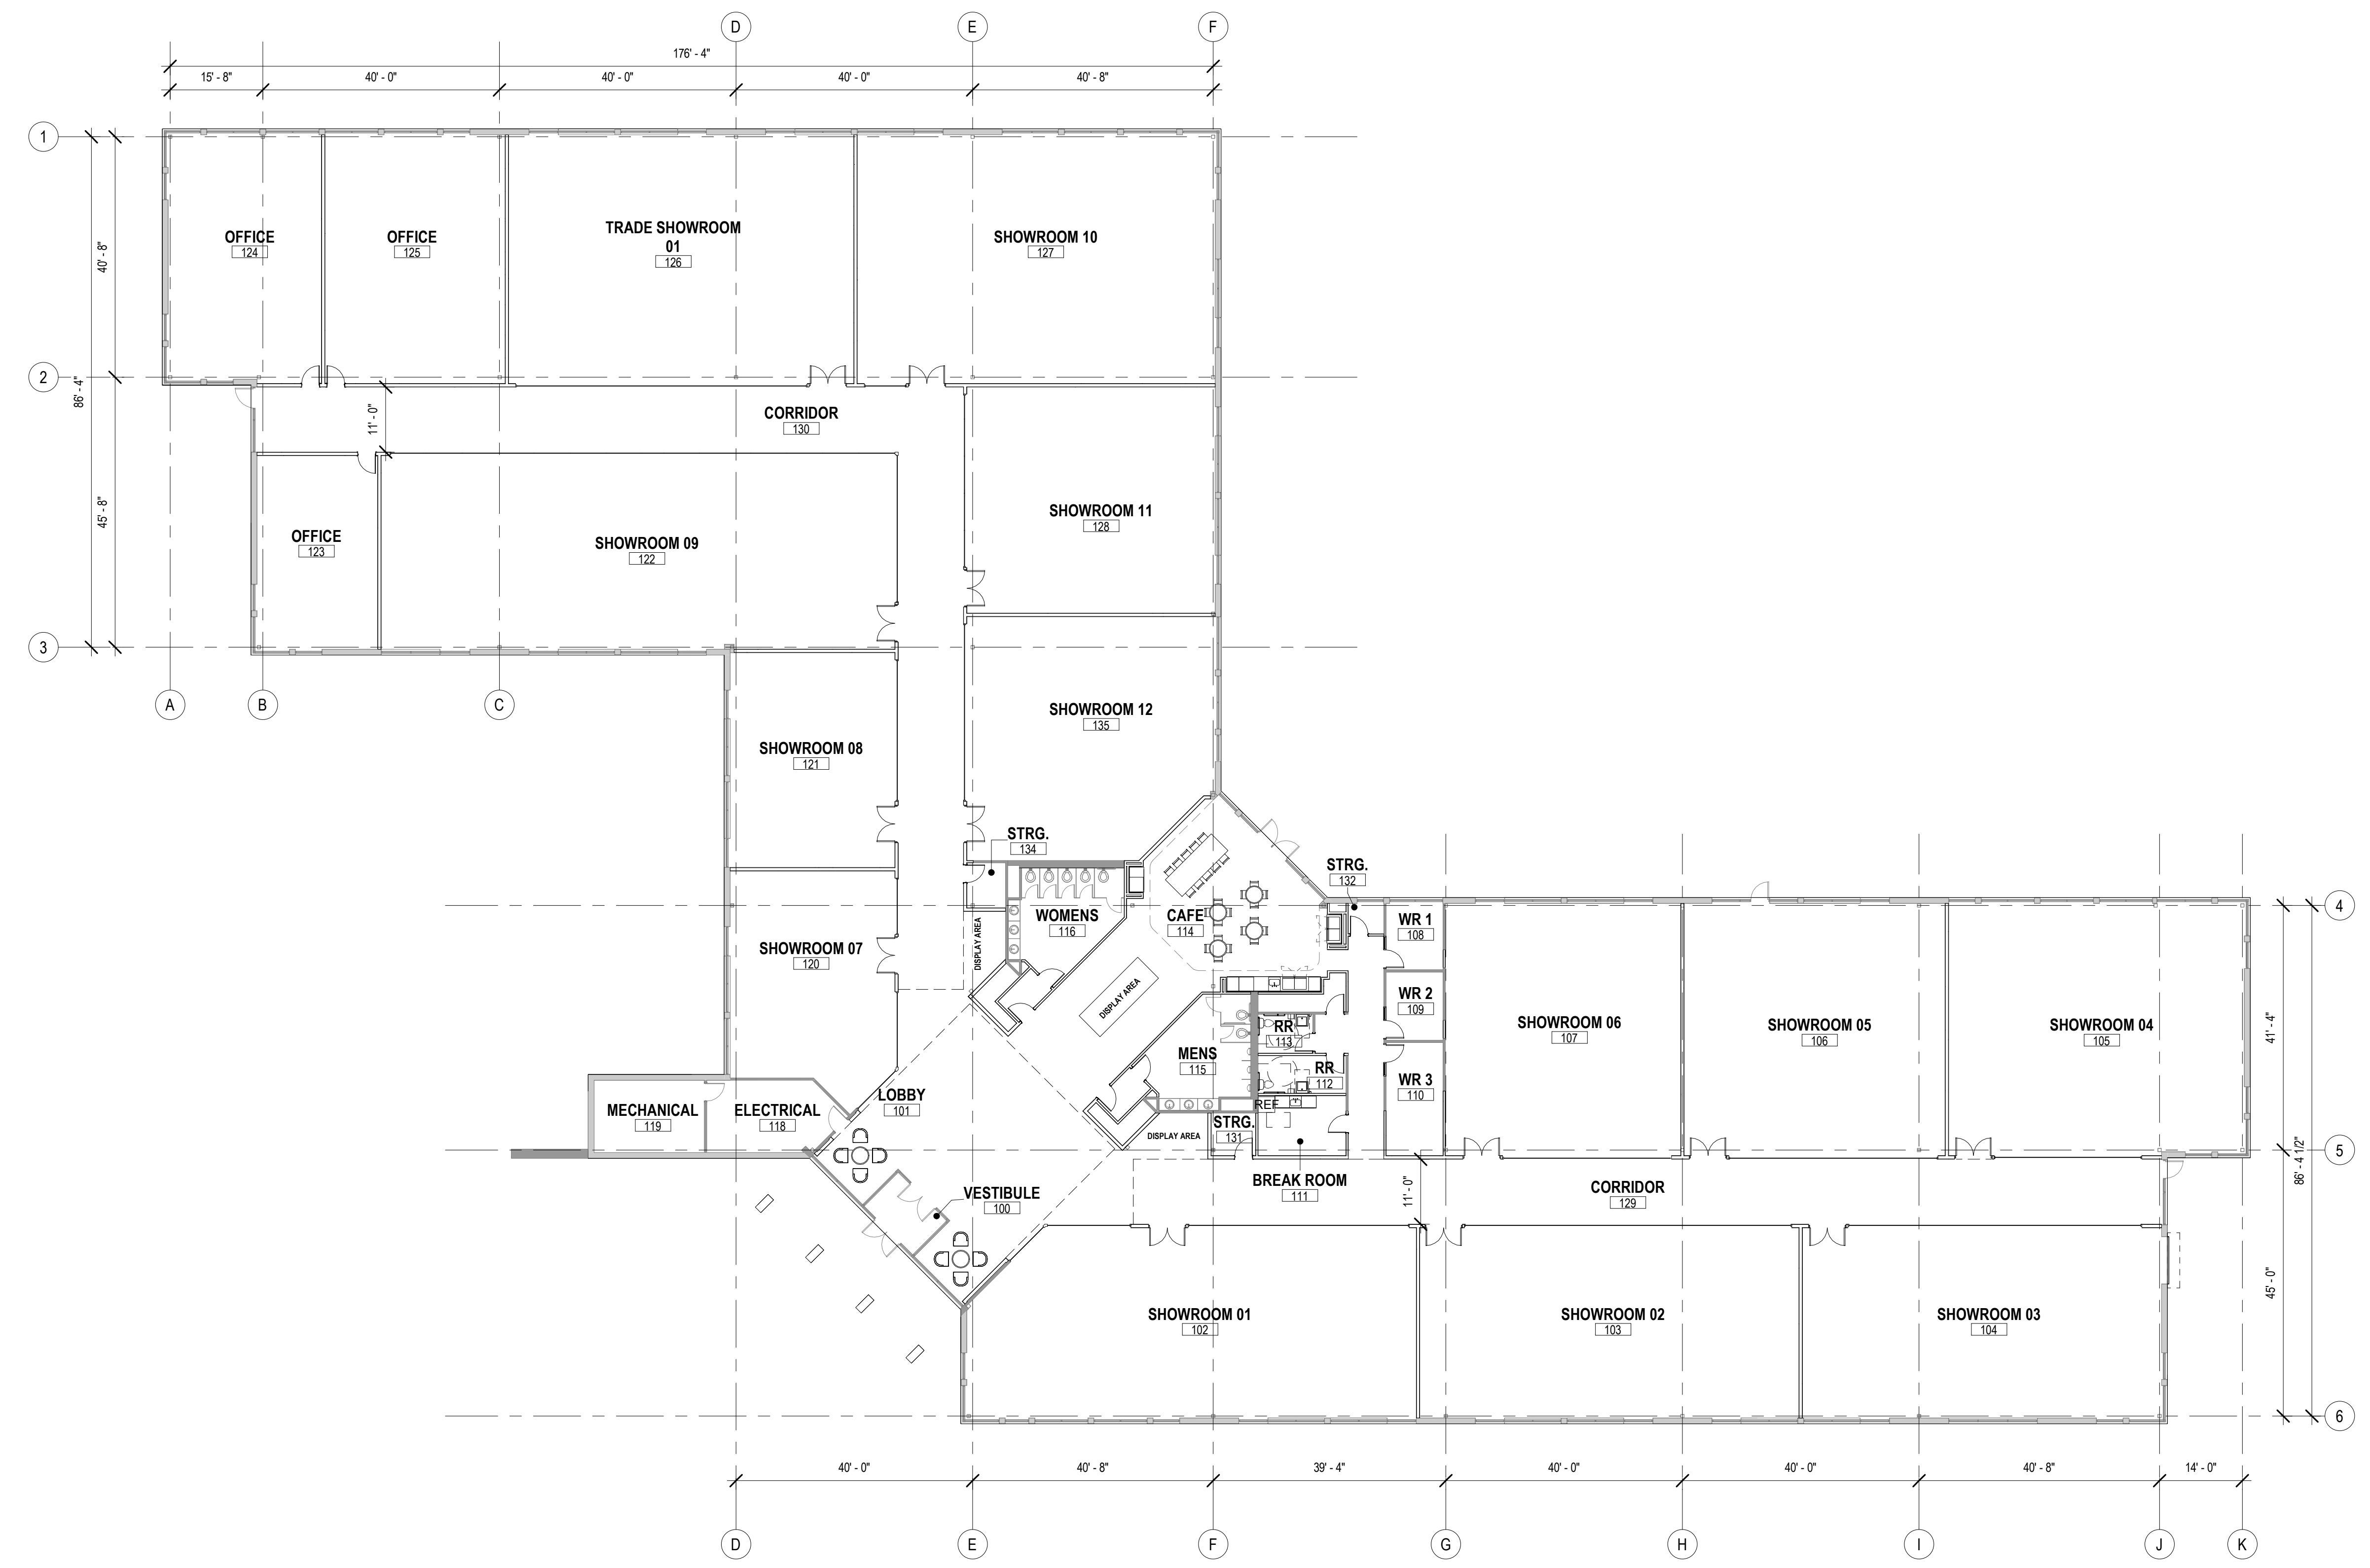 D E F
176' - 4"
15' - 8" 40' - 0" 40' - 0" 40' - 0" 40' - 8"
1
40' - 8"
OFFICE
124
OFFICE
125
TRADE SHOWROOM
01
126
SHOWROOM 10
127
2
86' - 4"
11' - 0"
CORRIDOR
130
45' - 8"
OFFICE
123
SHOWROOM 09
122
SHOWROOM 11
128
3
A B C
SHOWROOM 12
135
SHOWROOM 08
121
STRG.
134
STRG.
132
WOMENS
116
CAFE
114
WR 1
108
4
DISPLAY AREA
SHOWROOM 07
120
DISPLAY AREA
WR 2
109
SHOWROOM 06
107
SHOWROOM 05
106
SHOWROOM 04
105
41' - 4"
RR
113
MENS
115
RR
112
WR 3
110
REF
LOBBY
101
MECHANICAL
119
ELECTRICAL
118
STRG.
131
DISPLAY AREA
5
86' - 4 1/2"
BREAK ROOM
111
VESTIBULE
100
11' - 0"
CORRIDOR
129
45' - 0"
SHOWROOM 01
102
SHOWROOM 02
103
SHOWROOM 03
104
6
40' - 0" 40' - 8" 39' - 4" 40' - 0" 40' - 0" 40' - 8" 14' - 0"
D E F G H I J K